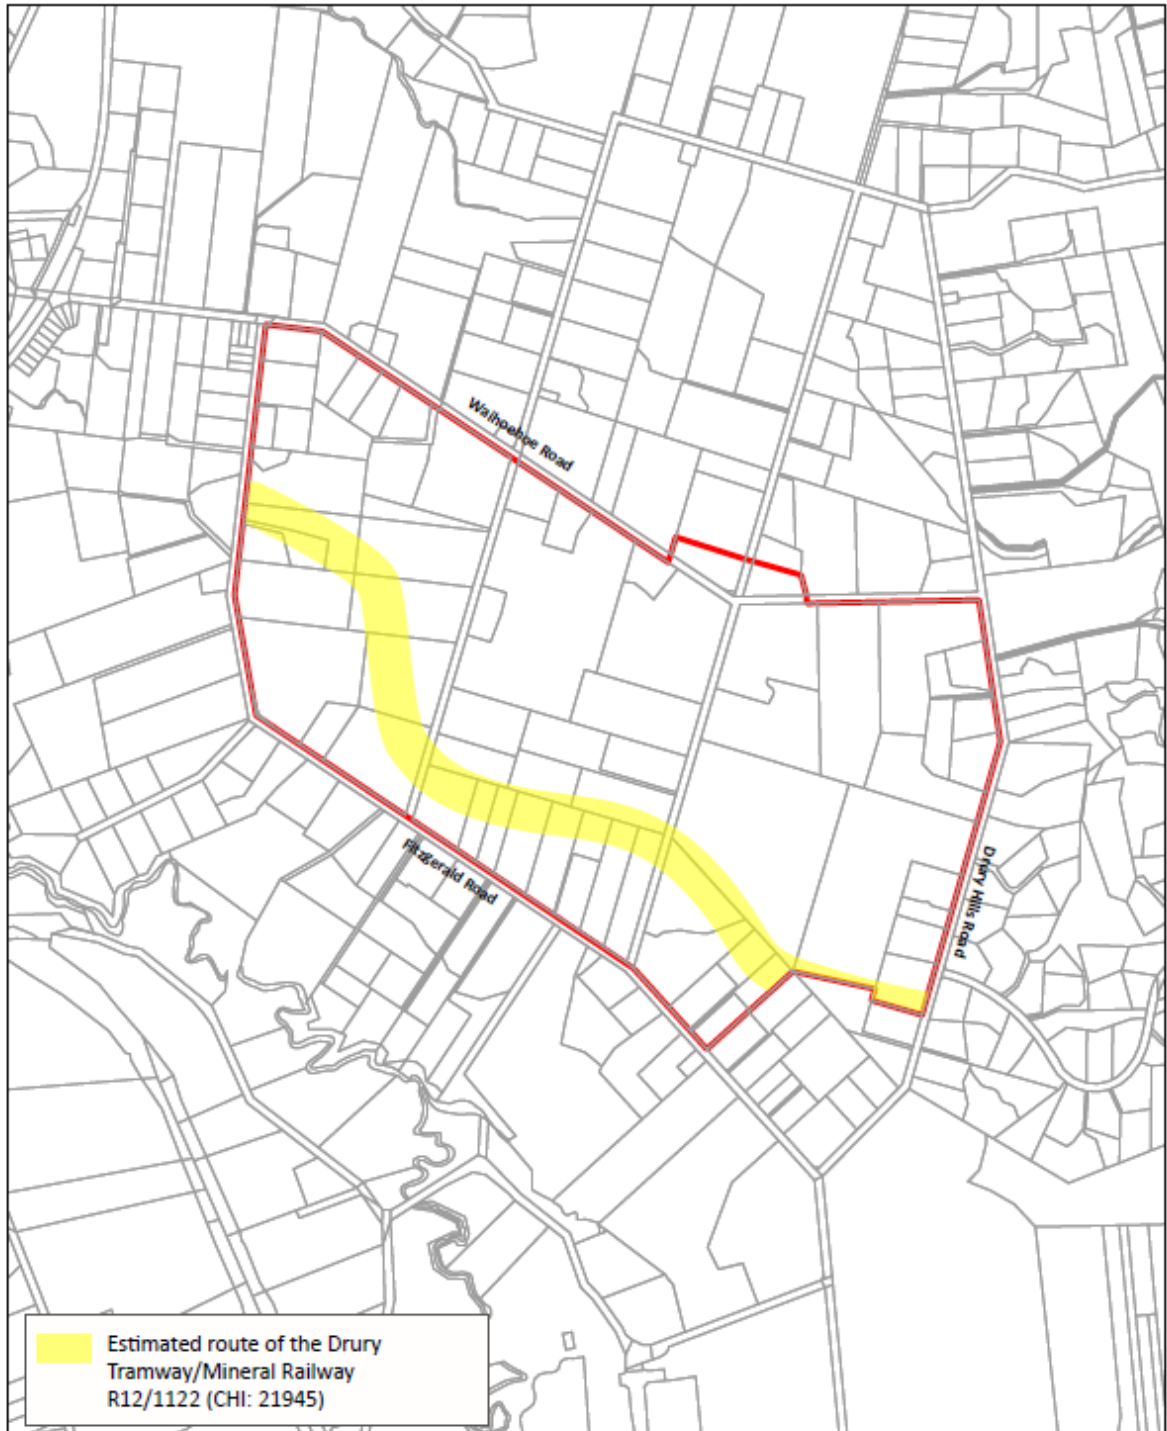 Waihoehoe Road
Fitzgerald Road
Drury Hills Road
Estimated route of the Drury
Tramway/Mineral Railway
R12/1122 (CHI: 21945)